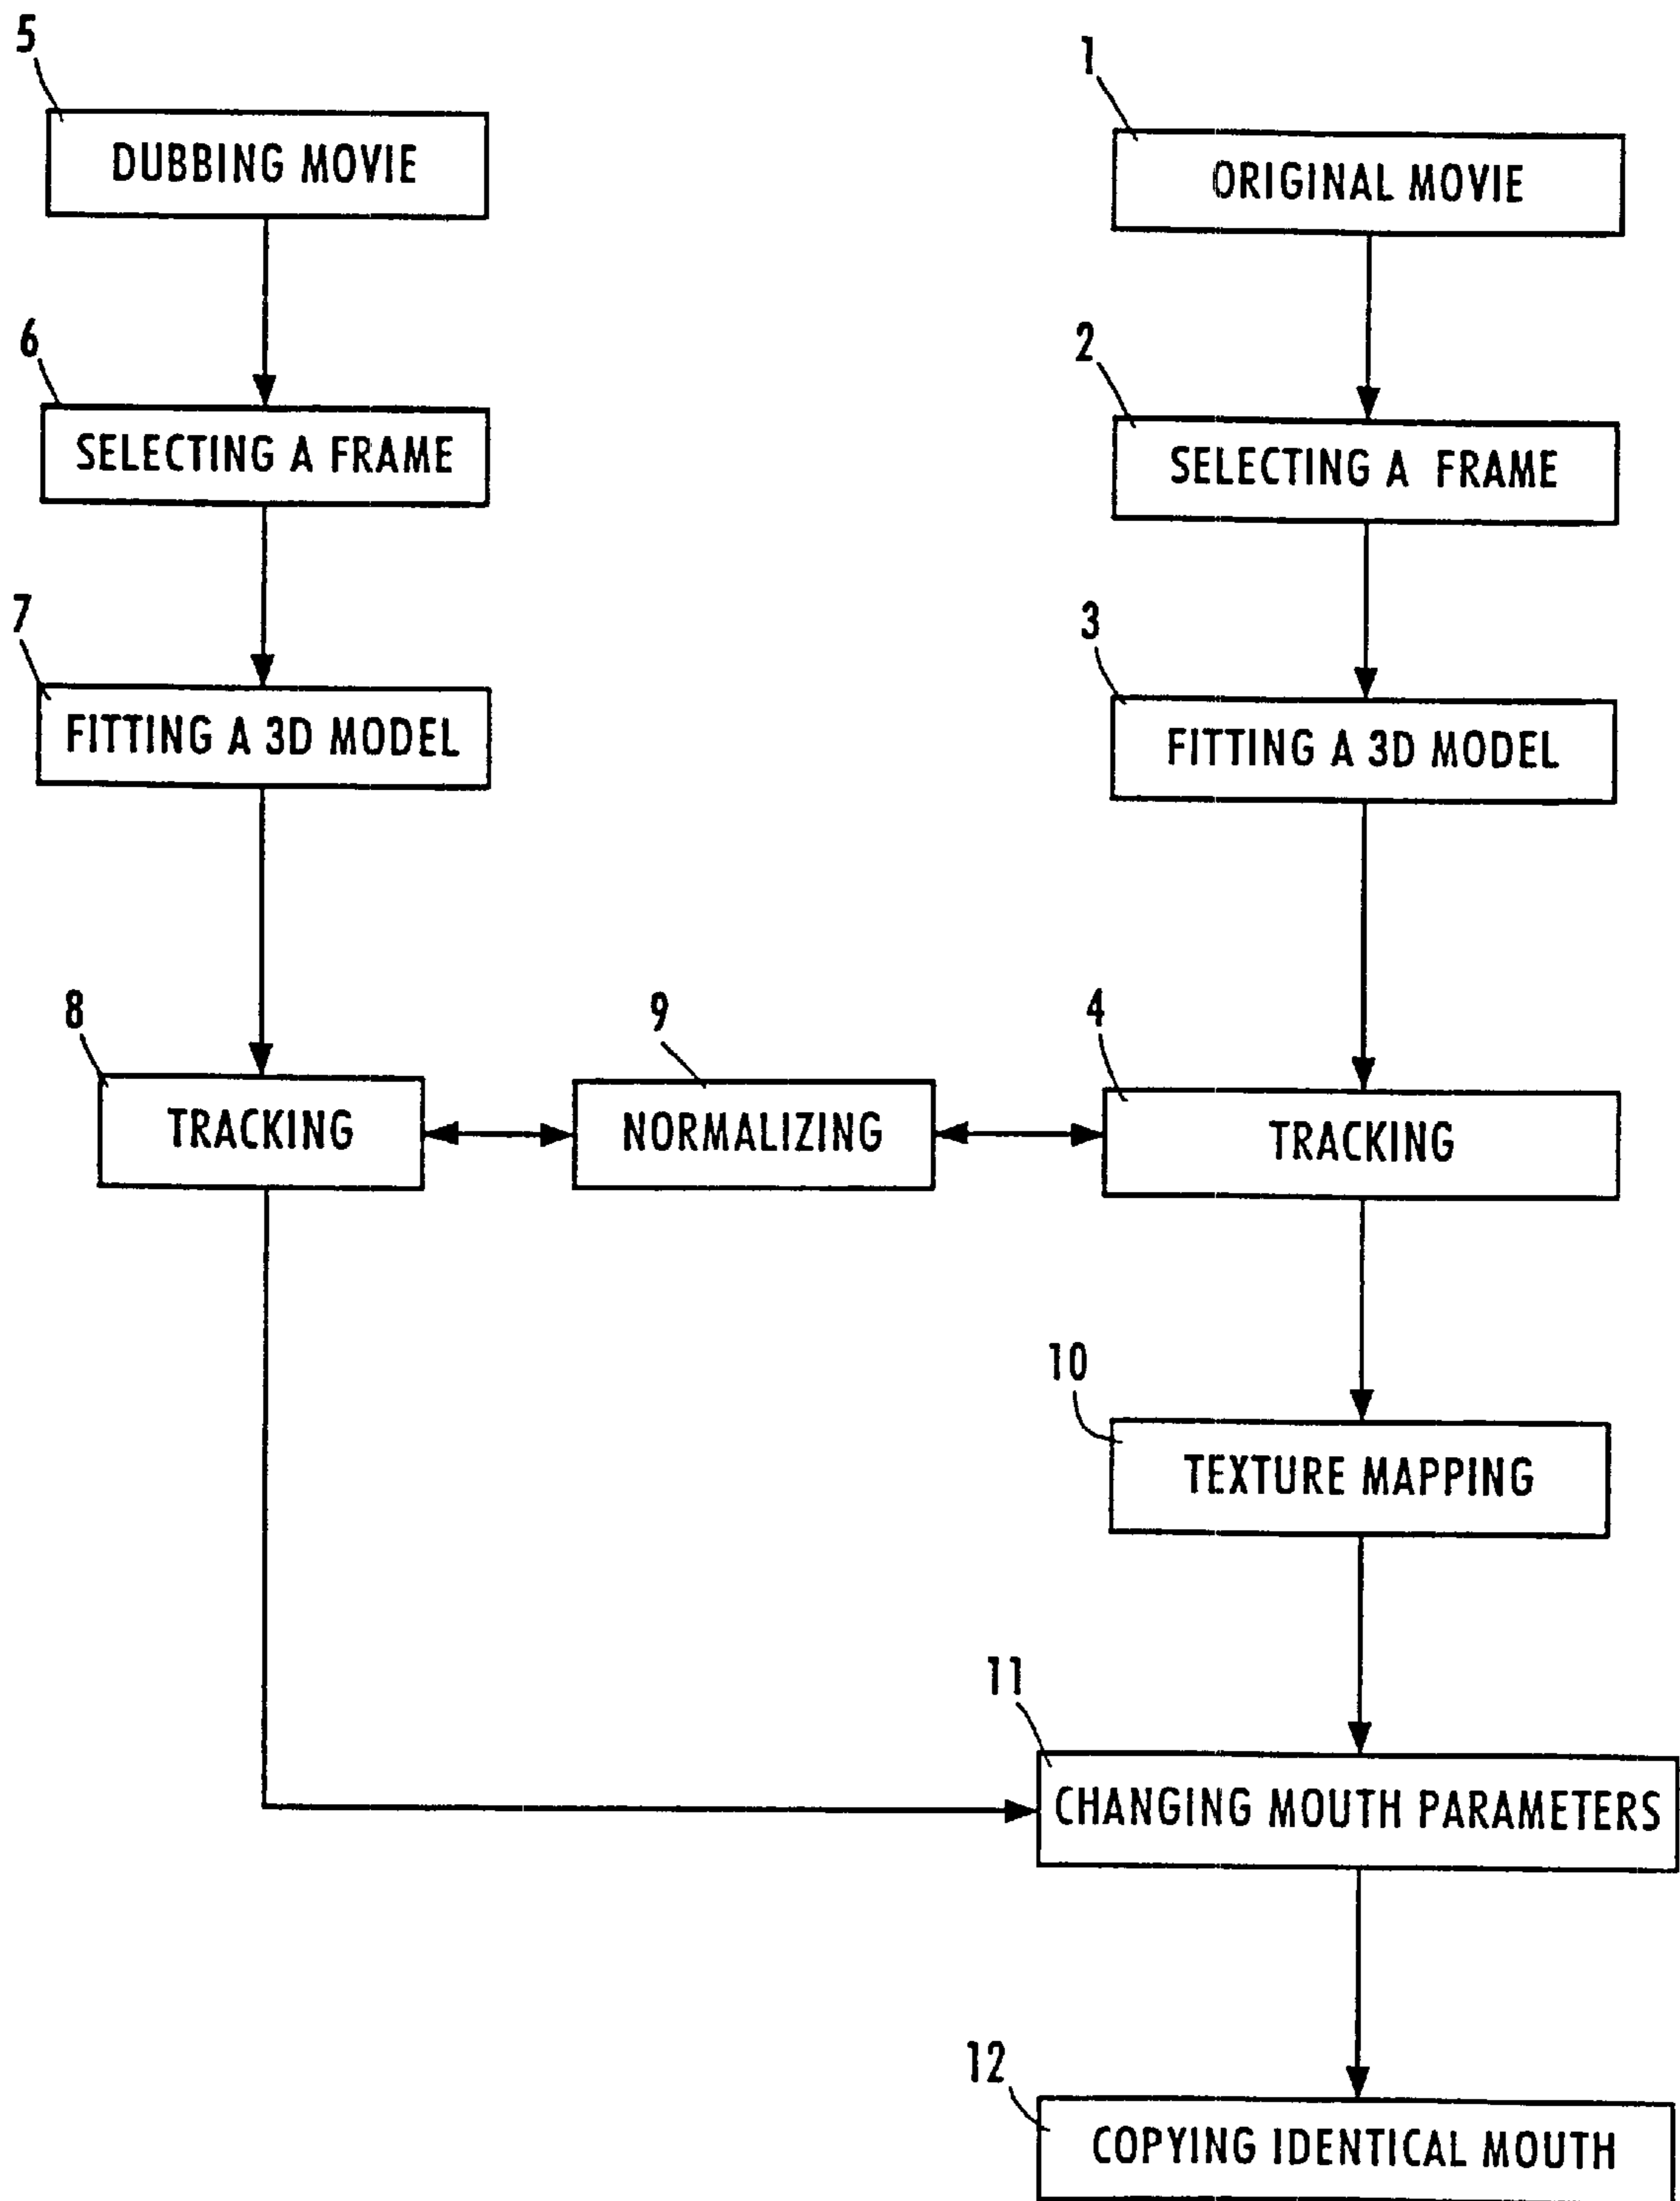 5
DUBBING MOVIE
1
ORIGINAL MOVIE
6
SELECTING A FRAME
2
SELECTING A FRAME
7
FITTING A 3D MODEL
3
FITTING A 3D MODEL
8
TRACKING
9
NORMALIZING
4
TRACKING
10
TEXTURE MAPPING
11
CHANGING MOUTH PARAMETERS
12
COPYING IDENTICAL MOUTH